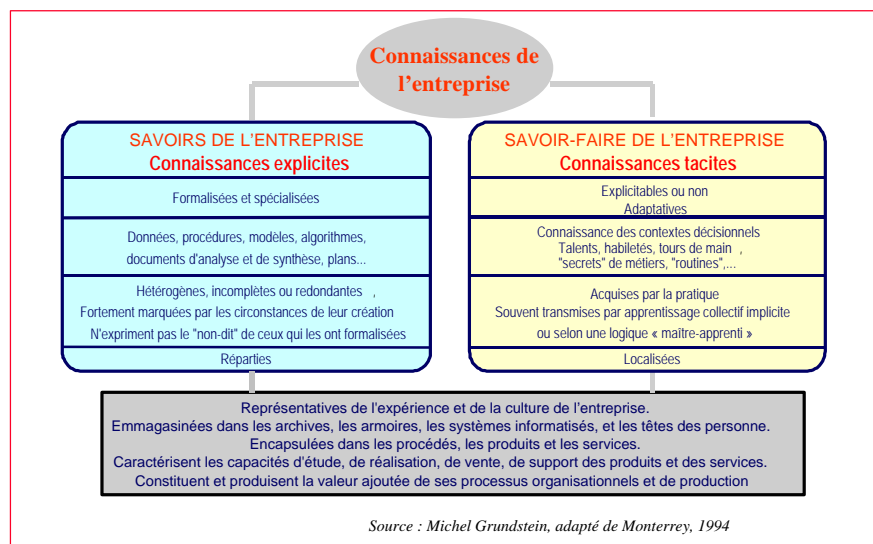 Connaissances de
l'entreprise
SAVOIRS DE L'ENTREPRISE
Connaissances explicites
Formalisées et spécialisées
Données, procédures, modèles, algorithmes,
documents d'analyse et de synthèse, plans...
Hétérogènes, incomplètes ou redondantes ,
Fortement marquées par les circonstances de leur création
N'expriment pas le "non-dit" de ceux qui les ont formalisées
Réparties
SAVOIR-FAIRE DE L'ENTREPRISE
Connaissances tacites
Explicitables ou non
Adaptatives
Connaissance des contextes décisionnels
Talents, habiletés, tours de main ,
"secrets" de métiers, "routines",...
Acquises par la pratique
Souvent transmises par apprentissage collectif implicite
ou selon une logique « maître-apprenti »
Localisées
Représentatives de l'expérience et de la culture de l'entreprise.
Emmagasinées dans les archives, les armoires, les systèmes informatisés, et les têtes des personne.
Encapsulées dans les procédés, les produits et les services.
Caractérisent les capacités d'étude, de réalisation, de vente, de support des produits et des services.
Constituent et produisent la valeur ajoutée de ses processus organisationnels et de production
Source : Michel Grundstein, adapté de Monterrey, 1994